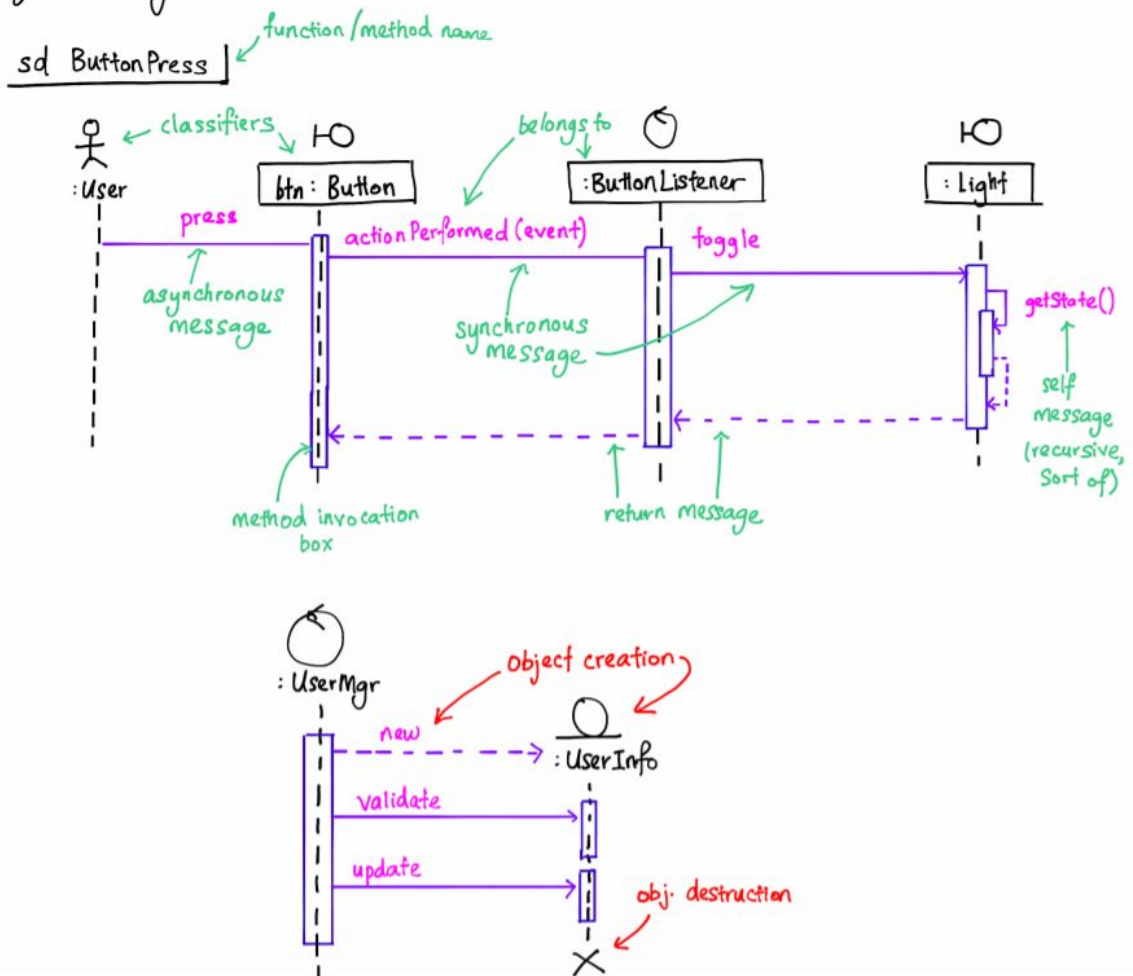 function/method name
sd ButtonPress
classifiers
belongs to
:User
btn: Button
:ButtonListener
: Light
press
actionPerformed(event)
toggle
asynchronous
message
synchronous
message
getState()
self
message
(recursive,
Sort of)
method invocation
box
return message
: UserMgr
object creation
new
: UserInfo
validate
update
obj. destruction